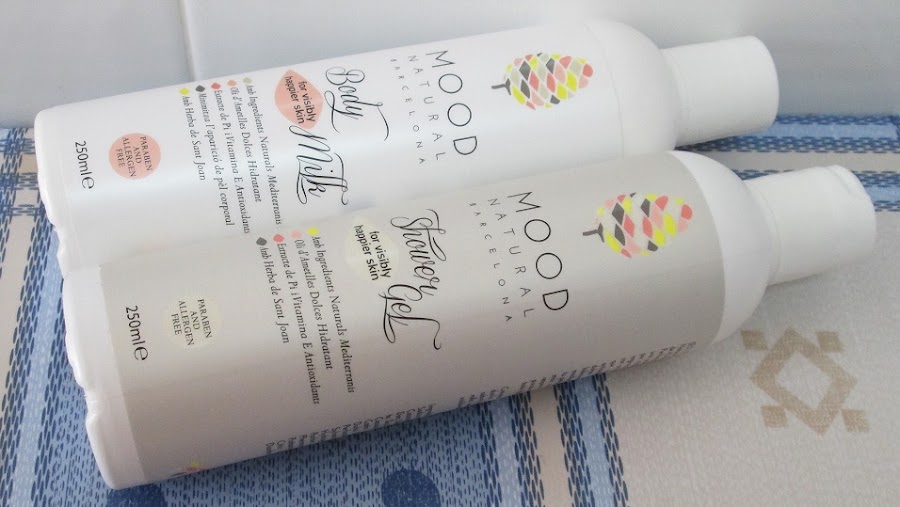 MOOD
NATURAL
BARCELONA
Body Milk
for visibly
happier skin
Amb Ingredients Naturals Mediterranis
Oli d'Ametlles Dolces Hidratant
Extracte de Pi i Vitamina E Antioxidants
Minimitza l'aparició de pèl corporal
Amb Herba de Sant Joan
PARABEN
AND
ALLERGEN
FREE
250ml℮
MOOD
NATURAL
BARCELONA
Shower Gel
for visibly
happier skin
Amb Ingredients Naturals Mediterranis
Oli d'Ametlles Dolces Hidratant
Extracte de Pi i Vitamina E Antioxidants
Amb Herba de Sant Joan
PARABEN
AND
ALLERGEN
FREE
250ml℮